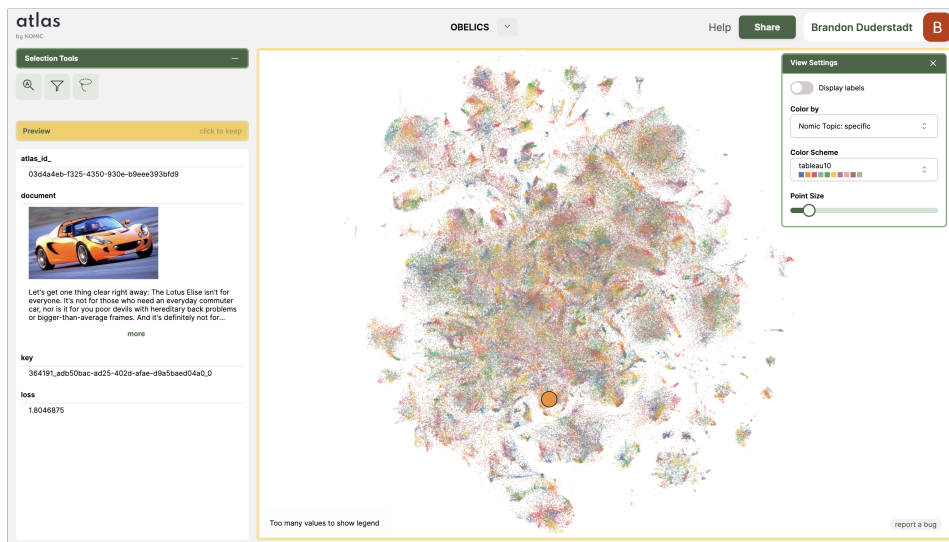 atlas
by NOMIC
OBELICS
Help
Share
Brandon Duderstadt
B
Selection Tools
Preview
click to keep
atlas_id_
03d4a4eb-f325-4350-930e-b9eee393bfd9
document
Let's get one thing clear right away: The Lotus Elise isn't for
everyone. It's not for those who need an everyday commuter
car, nor is it for you poor devils with hereditary back problems
or bigger-than-average frames. And it's definitely not for...
more
key
364191_adb50bac-ad25-402d-afae-d9a5baed04a0_0
loss
1.8046875
Too many values to show legend
View Settings
Display labels
Color by
Nomic Topic: specific
Color Scheme
tableau10
Point Size
report a bug